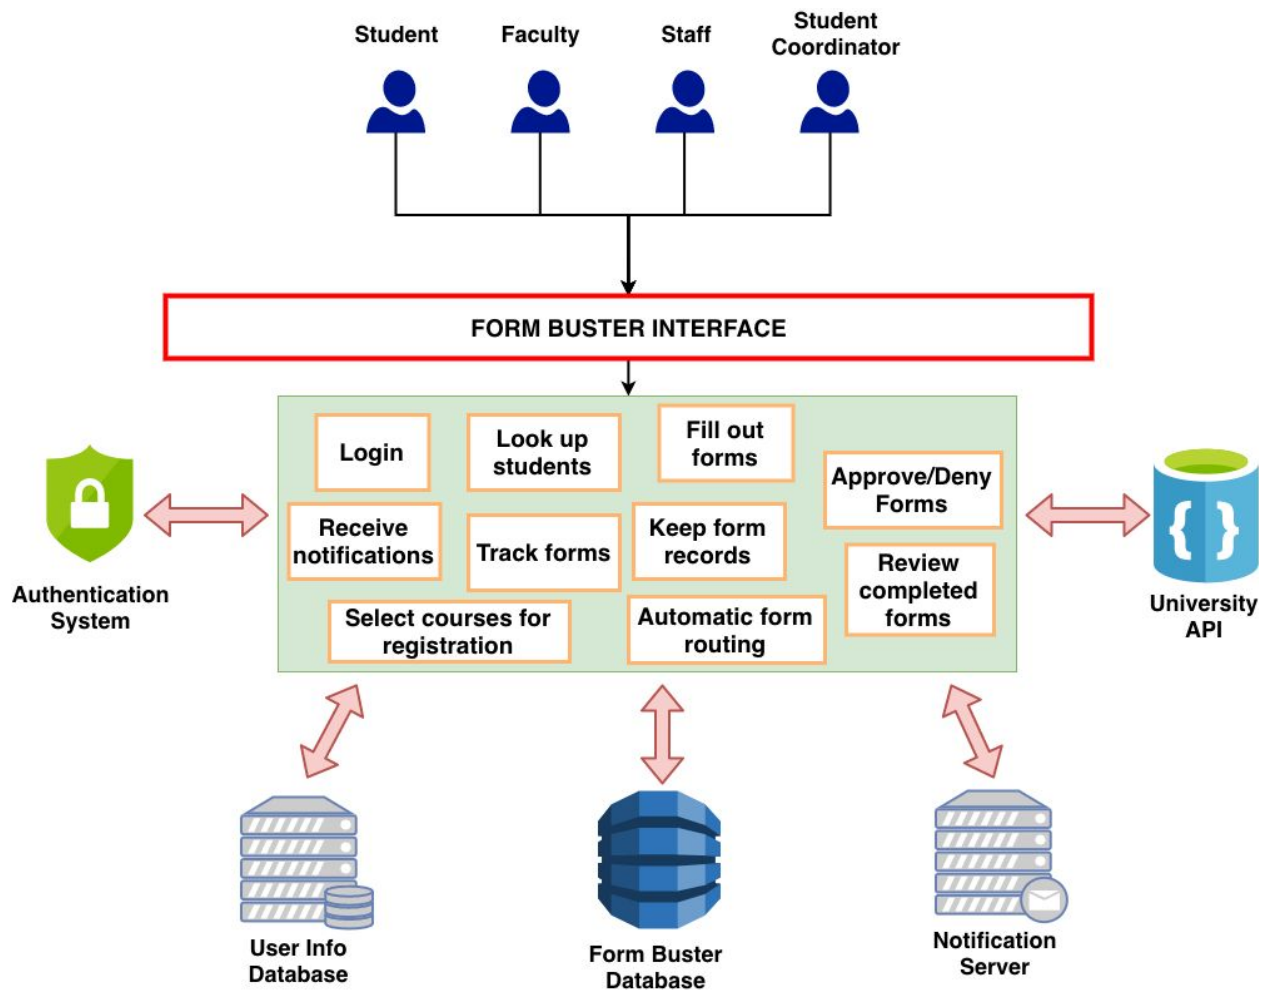 Student
Faculty
Staff
Student
Coordinator
FORM BUSTER INTERFACE
Login
Look up
students
Fill out
forms
Approve/Deny
Forms
Receive
notifications
Track forms
Keep form
records
Review
completed
forms
Select courses for
registration
Automatic form
routing
Authentication
System
{ }
University
API
User Info
Database
Form Buster
Database
Notification
Server